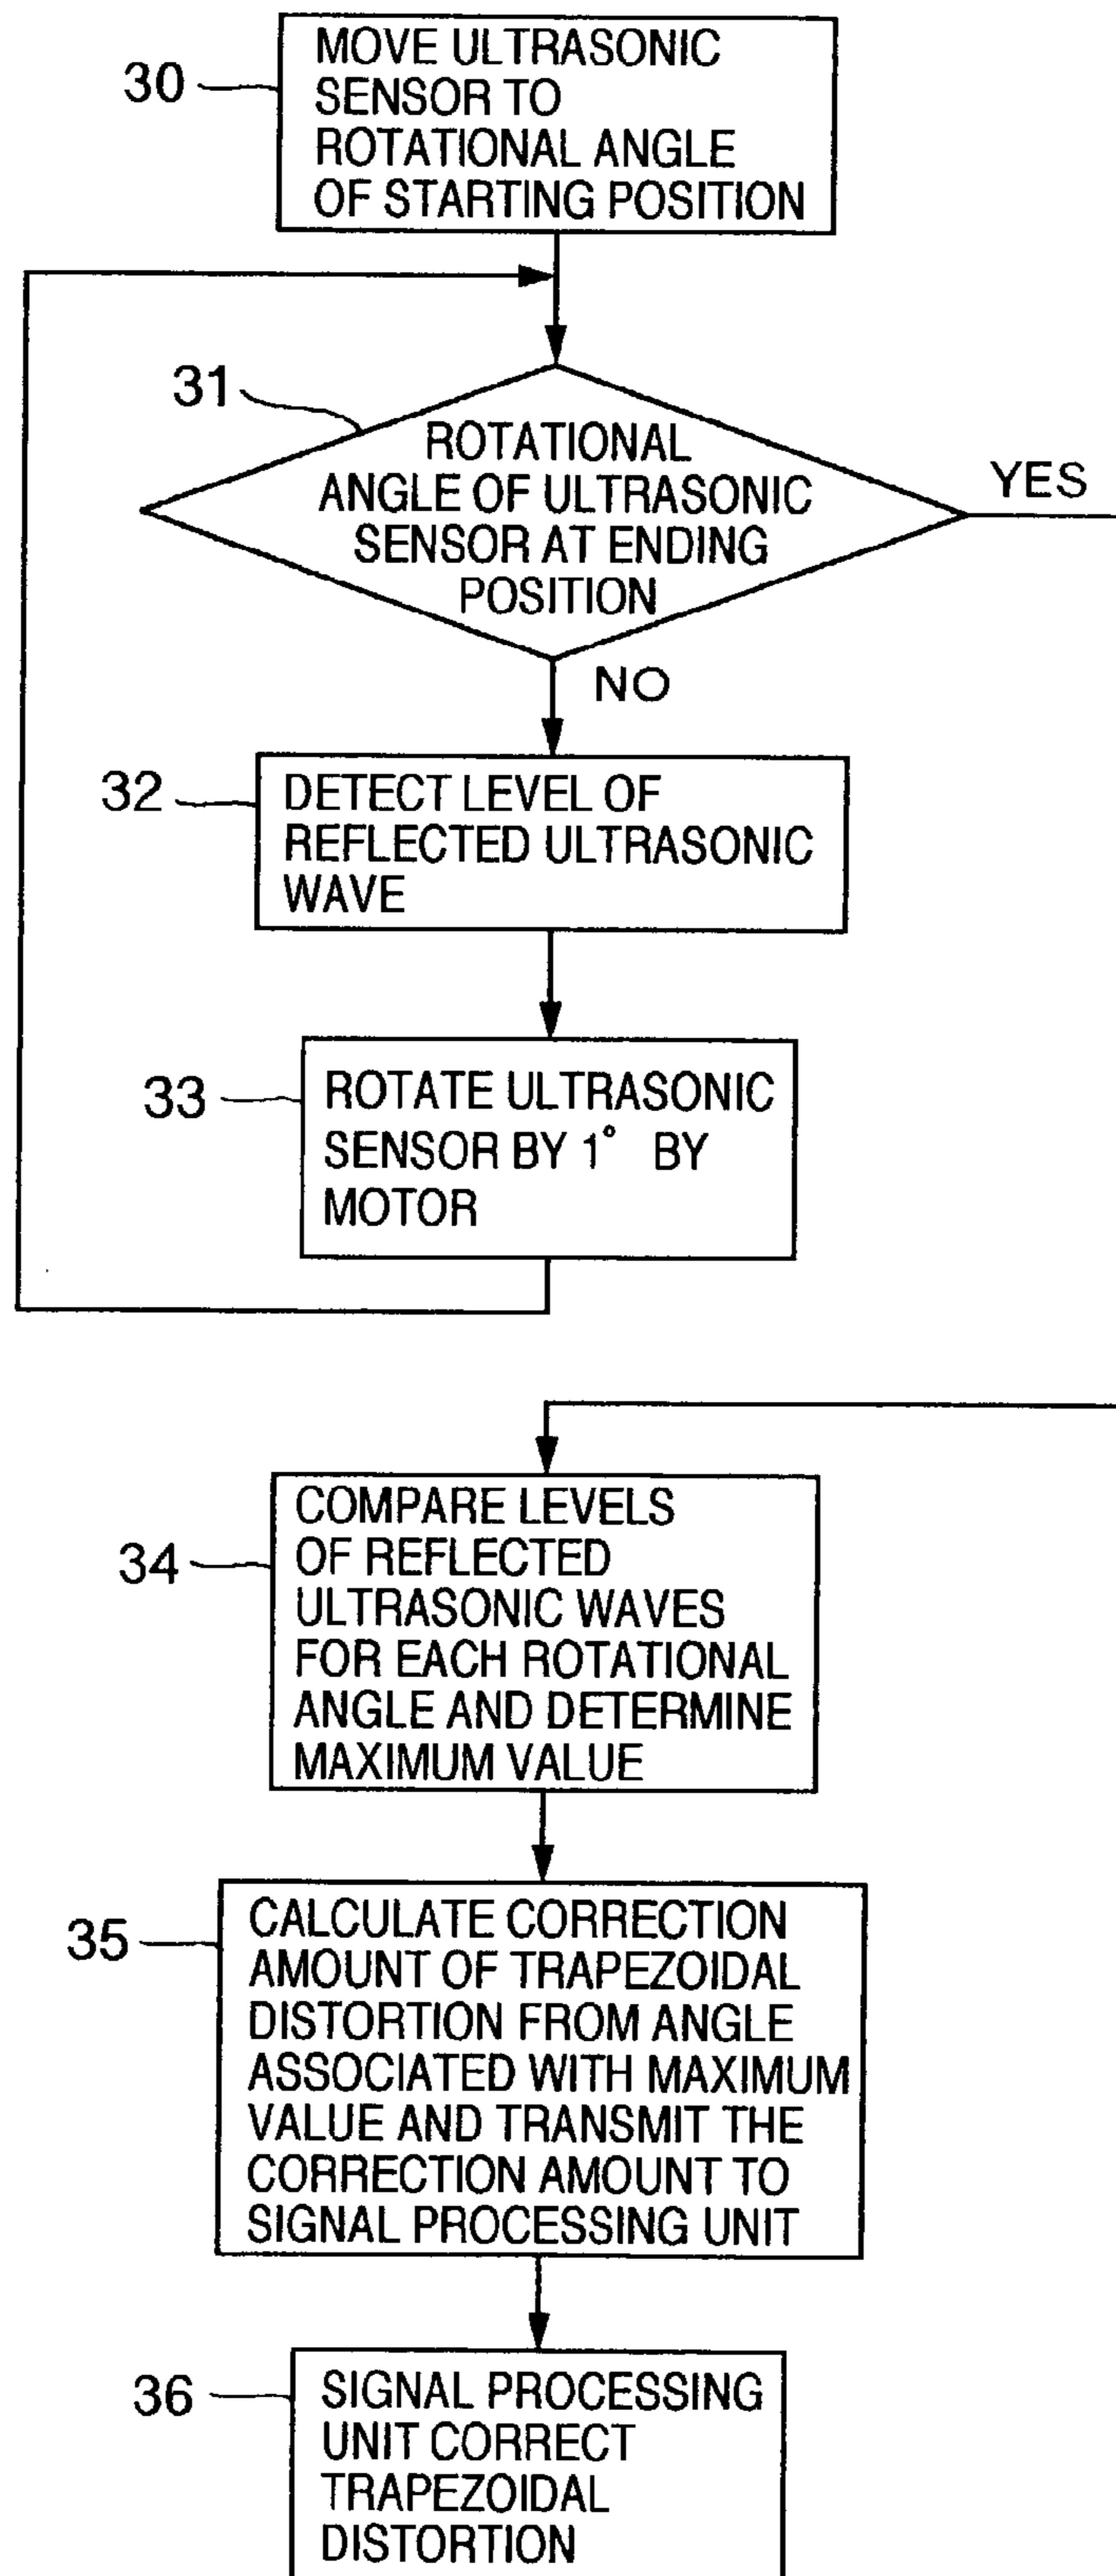 30
MOVE ULTRASONIC
SENSOR TO
ROTATIONAL ANGLE
OF STARTING POSITION
31
ROTATIONAL
ANGLE OF ULTRASONIC
SENSOR AT ENDING
POSITION
YES
NO
32
DETECT LEVEL OF
REFLECTED ULTRASONIC
WAVE
33
ROTATE ULTRASONIC
SENSOR BY 1° BY
MOTOR
34
COMPARE LEVELS
OF REFLECTED
ULTRASONIC WAVES
FOR EACH ROTATIONAL
ANGLE AND DETERMINE
MAXIMUM VALUE
35
CALCULATE CORRECTION
AMOUNT OF TRAPEZOIDAL
DISTORTION FROM ANGLE
ASSOCIATED WITH MAXIMUM
VALUE AND TRANSMIT THE
CORRECTION AMOUNT TO
SIGNAL PROCESSING UNIT
36
SIGNAL PROCESSING
UNIT CORRECT
TRAPEZOIDAL
DISTORTION